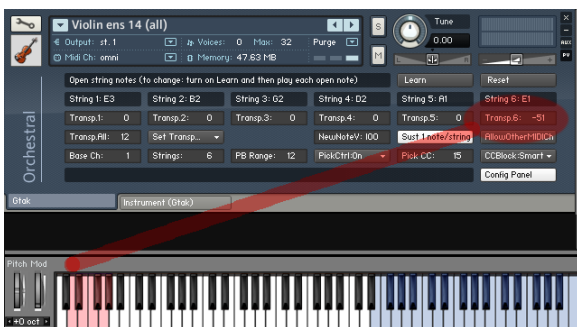 Violin ens 14 (all)
S
Tune
0.00
Output: st.1 Voices: 0 Max: 32 Purge
Midi Ch: omni Memory: 47.63 MB
M
L R
AUX
PV
Open string notes (to change: turn on Learn and then play each open note) Learn Reset
String 1: E3 String 2: B2 String 3: G2 String 4: D2 String 5: A1 String 6: E1
Transp.1: 0 Transp.2: 0 Transp.3: 0 Transp.4: 0 Transp.5: 0 Transp.6: -51
Transp.All: 12 Set Transp... NewNoteV: 100 Sust 1 note/string AllowOtherMIDICh
Base Ch: 1 Strings: 6 PB Range: 12 PickCtrl:On Pick CC: 15 CCBlock:Smart
Config Panel
Orchestral
Gtak Instrument (Gtak)
Pitch Mod
+0 oct